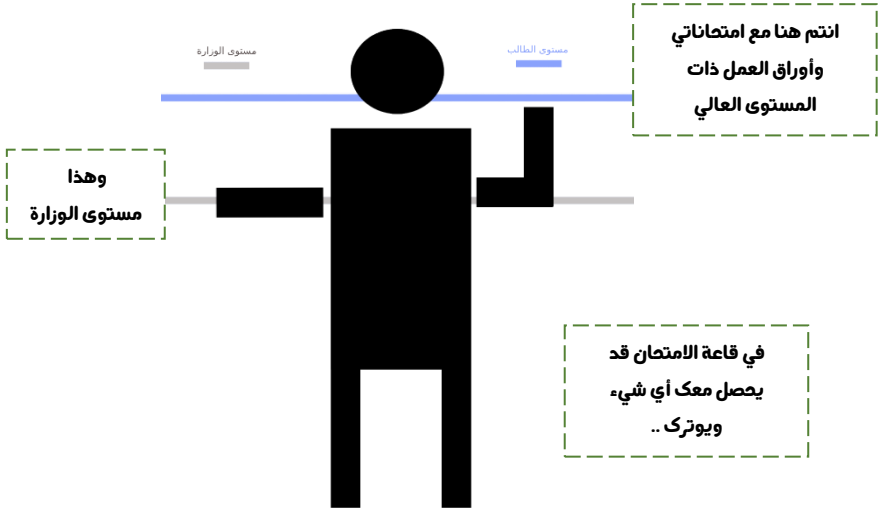 انتم هنا مع امتحاناتي
وأوراق العمل ذات
المستوى العالي
مستوى الطالب
مستوى الوزارة
وهذا
مستوى الوزارة
في قاعة الامتحان قد
يحصل معك أي شيء
ويوترك ..